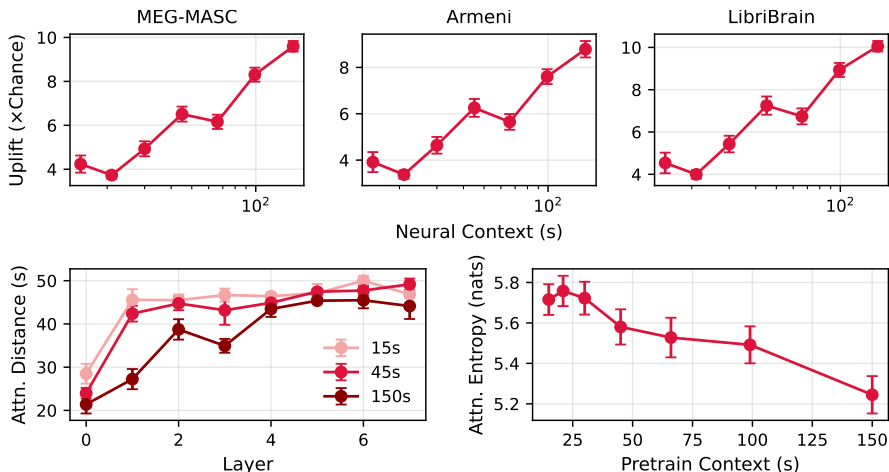 MEG-MASC Armeni LibriBrain
Uplift (×Chance)
4 6 8 10
10²
4 6 8
10²
4 6 8 10
10²
Neural Context (s)
Attn. Distance (s)
20 30 40 50
0 2 4 6
Layer
15s
45s
150s
Attn. Entropy (nats)
5.2 5.4 5.6 5.8
25 50 75 100 125 150
Pretrain Context (s)